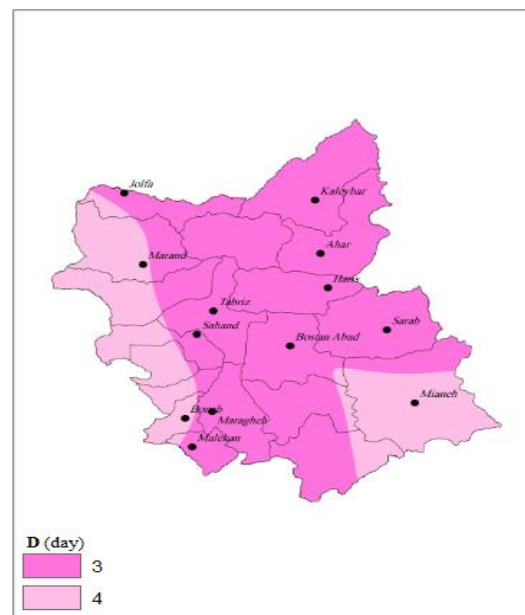 Jolfa
Kaleybar
Ahar
Marand
Haris
Tabriz
Sahand
Sarab
Bostan Abad
Mianeh
Bonab
Maragheh
Malekan
D (day)
3
4